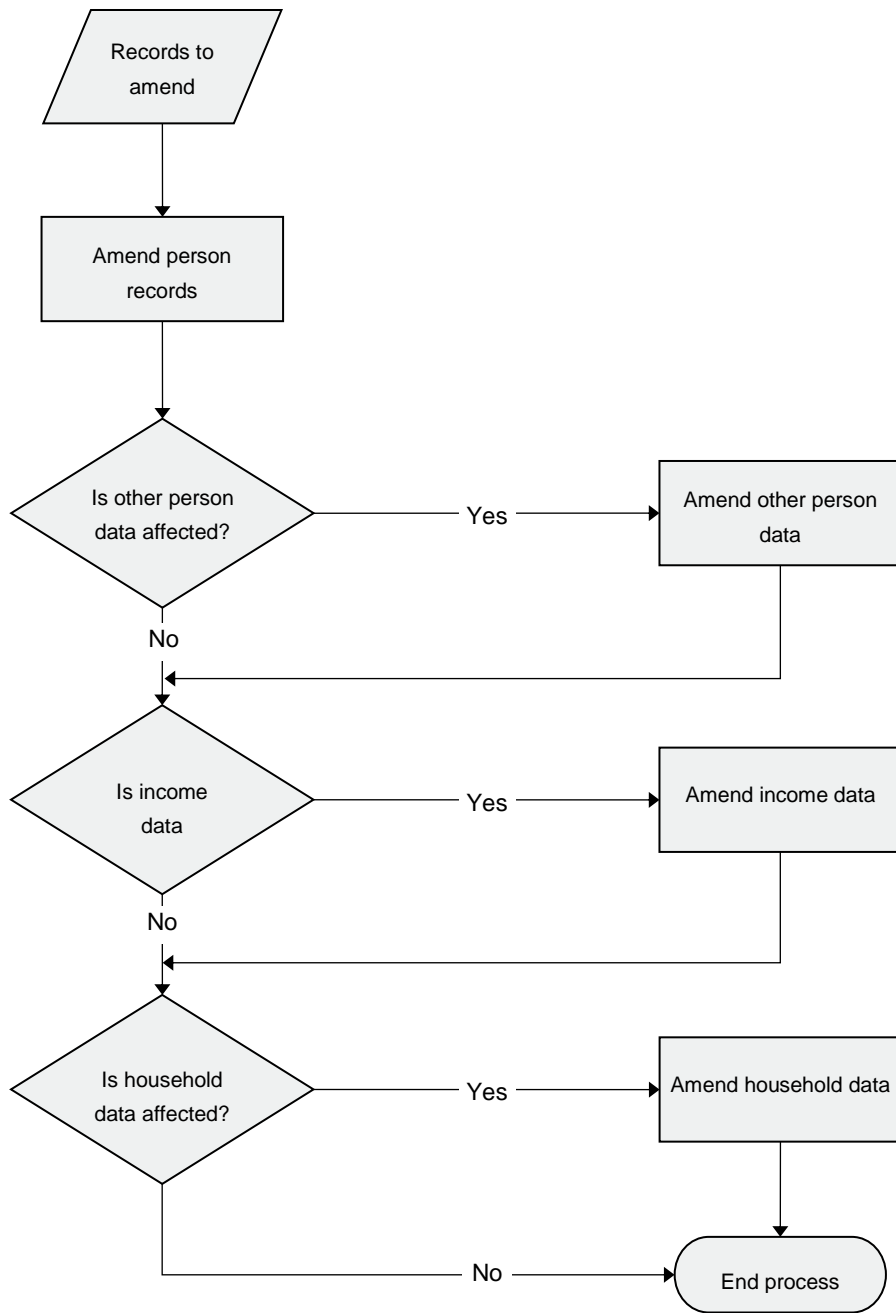 Records to
amend
Amend person
records
Is other person
data affected?
Yes
Amend other person
data
No
Is income
data
Yes
Amend income data
No
Is household
data affected?
Yes
Amend household data
No
End process